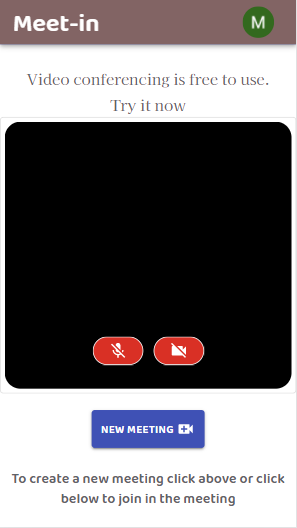 Meet-in
M
Video conferencing is free to use.
Try it now
NEW MEETING
To create a new meeting click above or click
below to join in the meeting